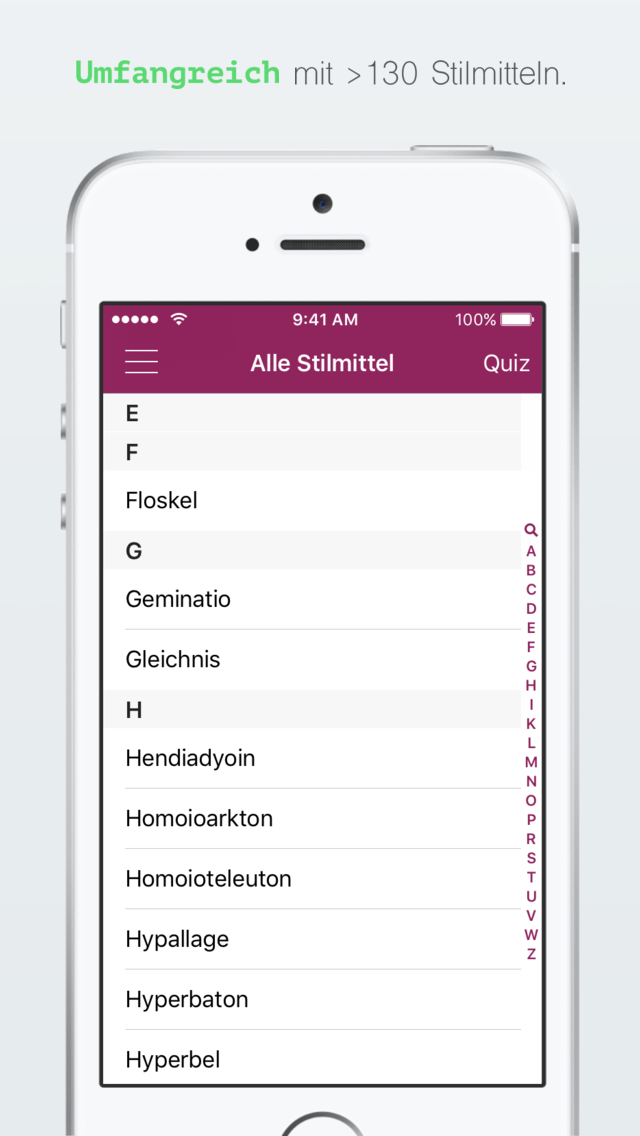 Umfangreich mit >130 Stilmitteln.
9:41 AM 100%
Alle Stilmittel Quiz
E
F
Floskel
G
Geminatio
Gleichnis
H
Hendiadyoin
Homoioarkton
Homoioteleuton
Hypallage
Hyperbaton
Hyperbel
A
B
C
D
E
F
G
H
I
K
L
M
N
O
P
R
S
T
U
V
W
Z